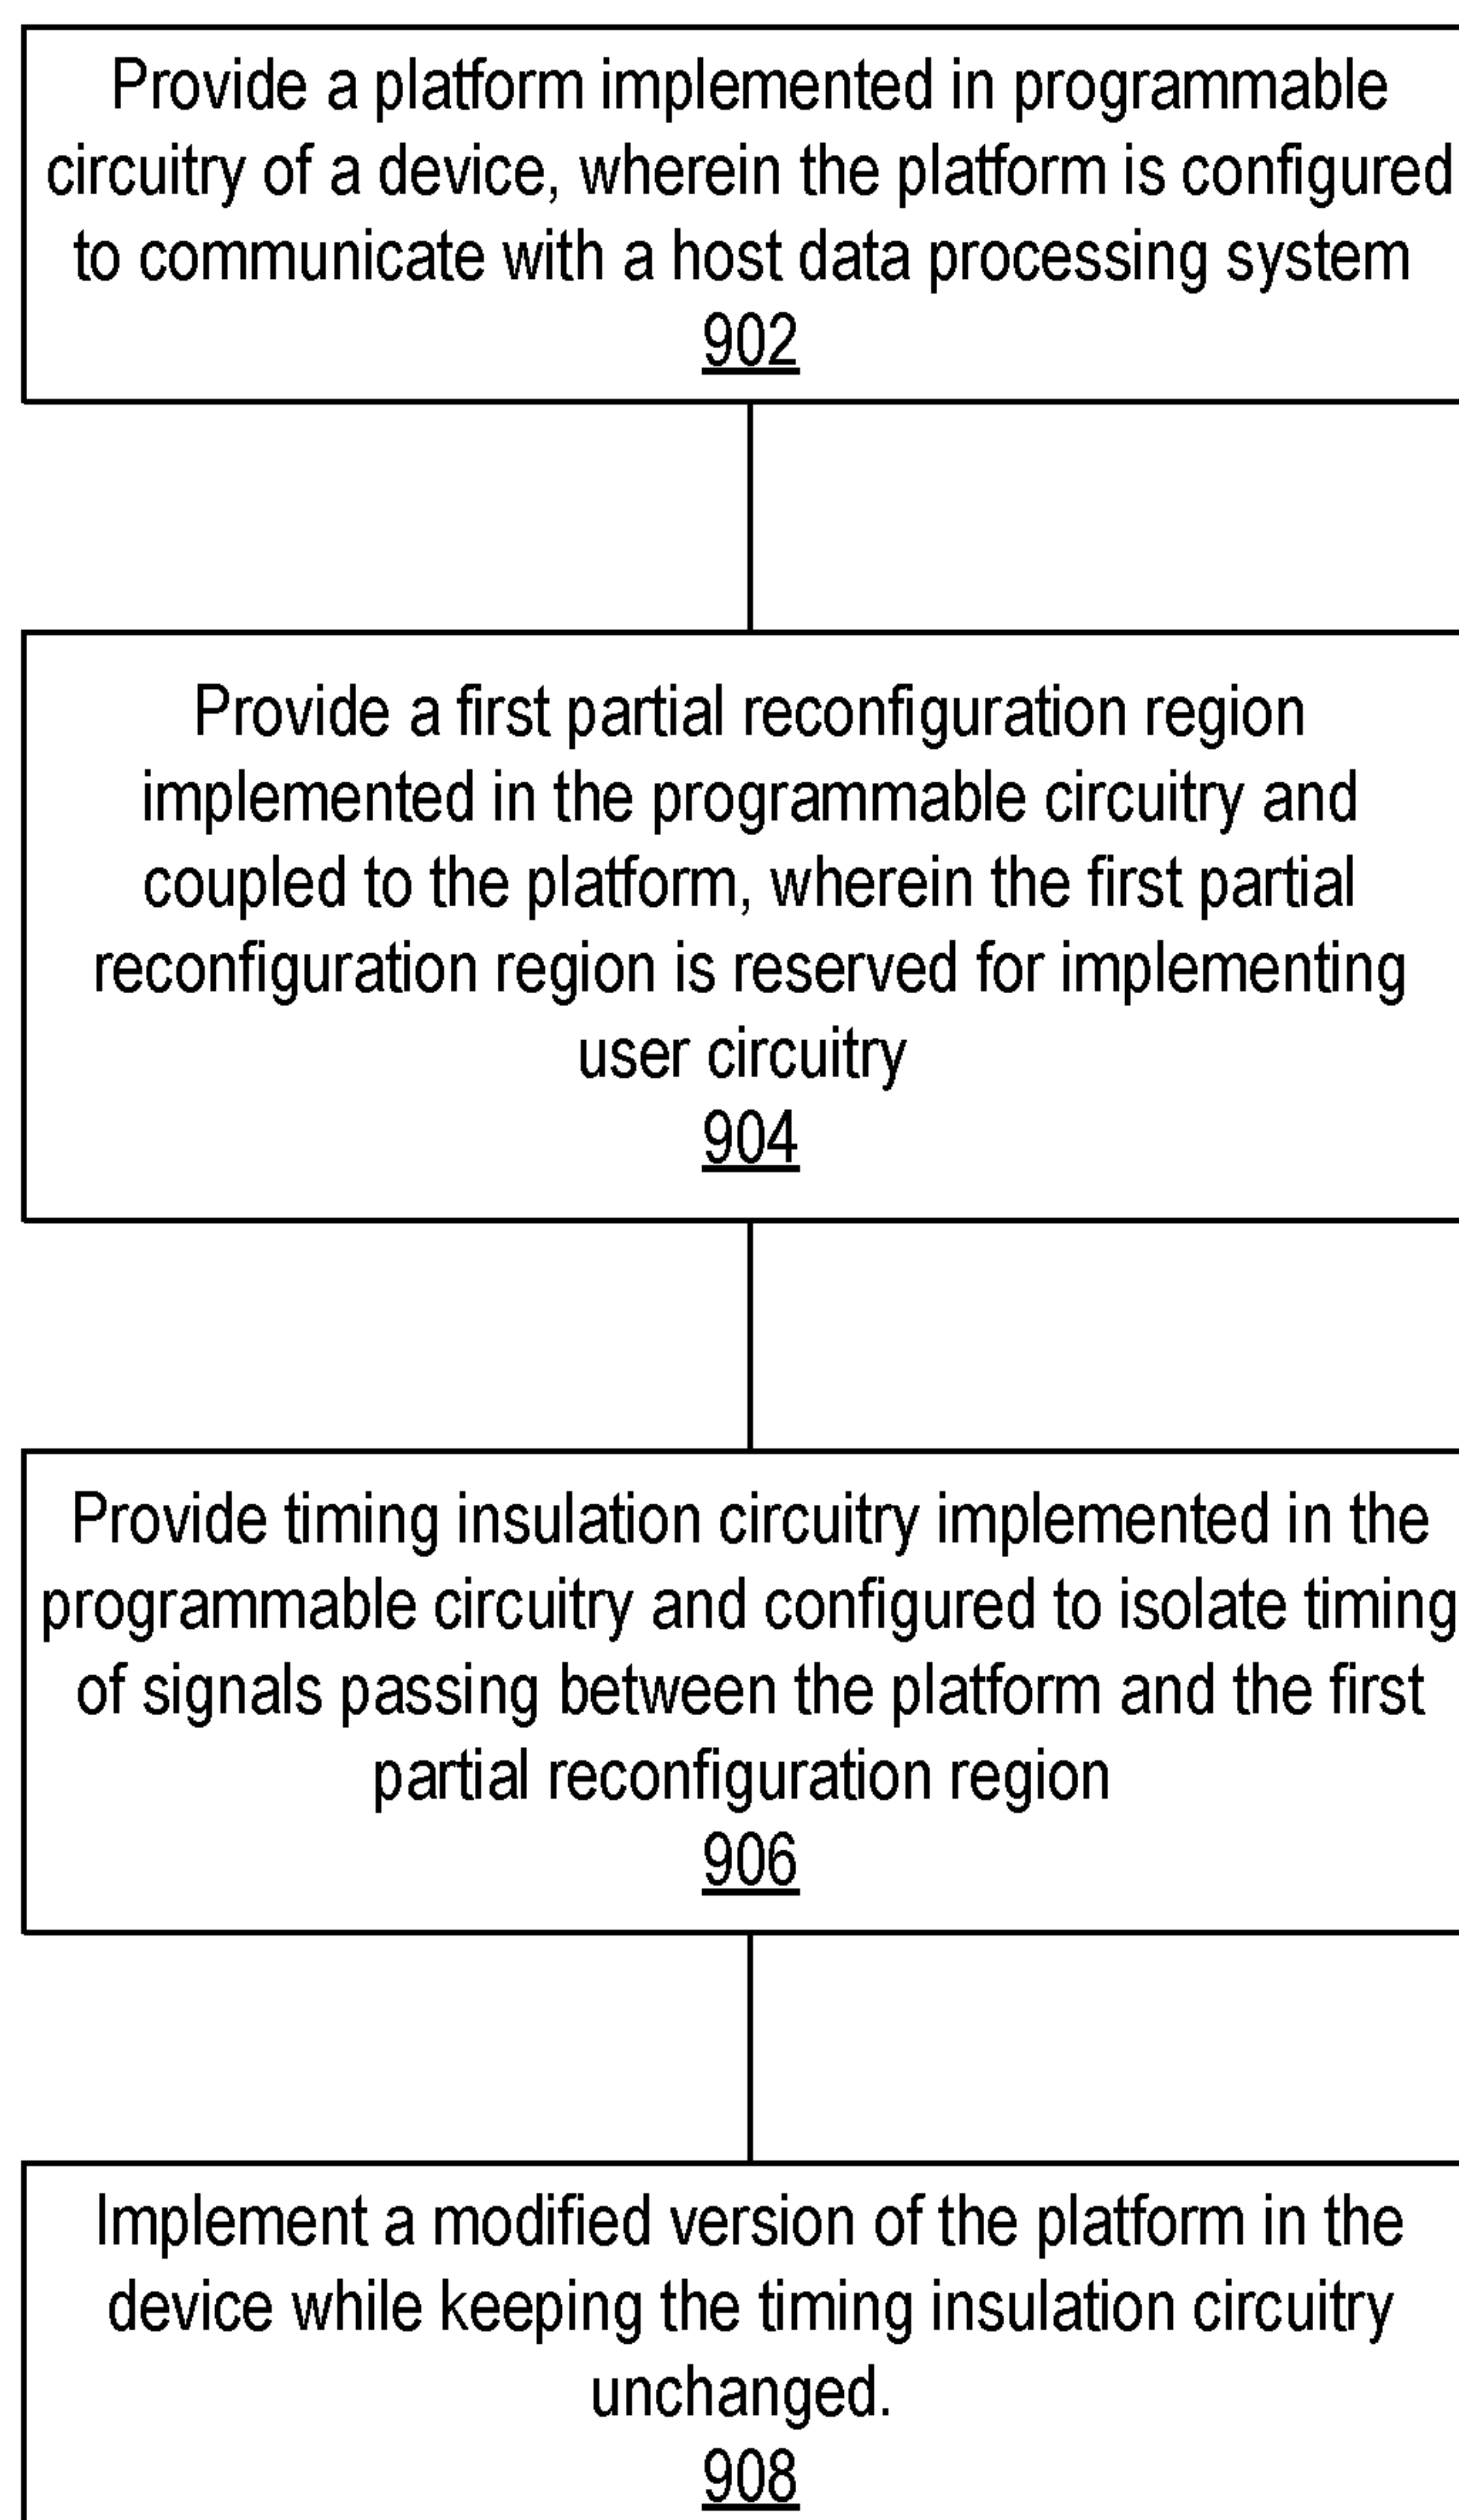 Provide a platform implemented in programmable
circuitry of a device, wherein the platform is configured
to communicate with a host data processing system
902
Provide a first partial reconfiguration region
implemented in the programmable circuitry and
coupled to the platform, wherein the first partial
reconfiguration region is reserved for implementing
user circuitry
904
Provide timing insulation circuitry implemented in the
programmable circuitry and configured to isolate timing
of signals passing between the platform and the first
partial reconfiguration region
906
Implement a modified version of the platform in the
device while keeping the timing insulation circuitry
unchanged.
908